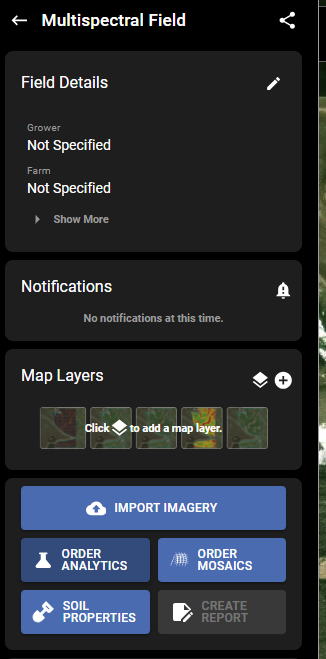 Multispectral Field
Field Details
Grower
Not Specified
Farm
Not Specified
Show More
Notifications
No notifications at this time.
Map Layers
Click to add a map layer.
IMPORT IMAGERY
ORDER
ANALYTICS
ORDER
MOSAICS
SOIL
PROPERTIES
CREATE
REPORT